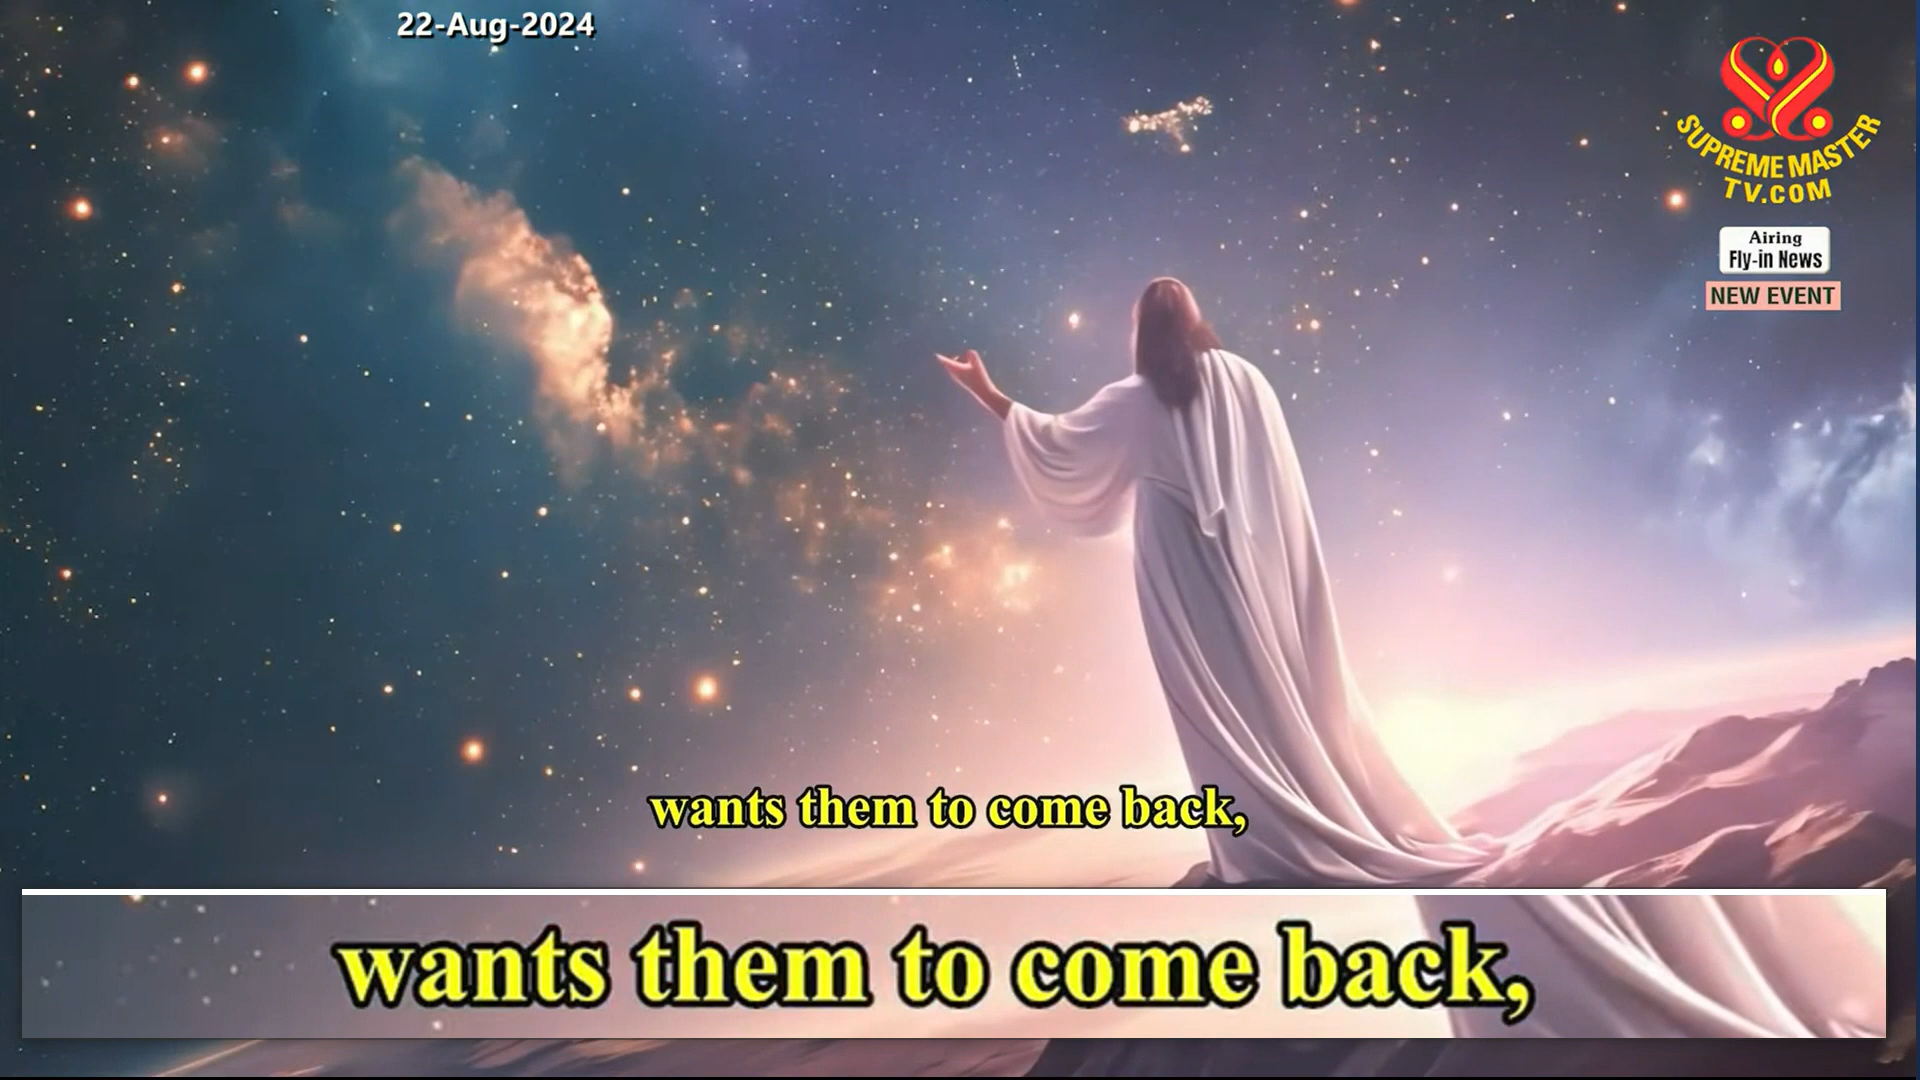 22-Aug-2024
SUPREME MASTER
TV.COM
Airing
Fly-in News
NEW EVENT
wants them to come back,
wants them to come back,